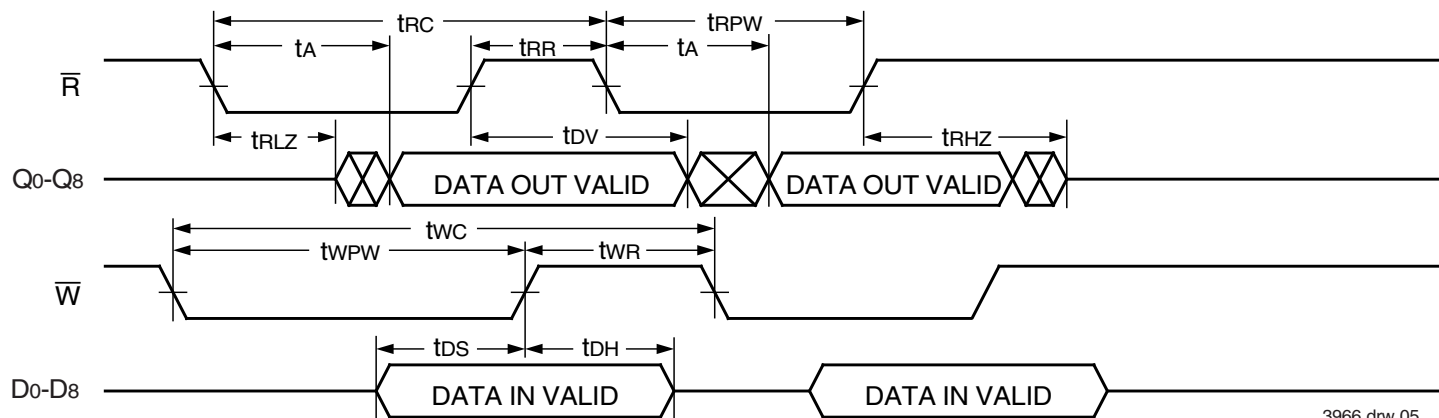 tRC tRPW
tA tRR tA
R̅
tRLZ tDV tRHZ
Q0-Q8 DATA OUT VALID DATA OUT VALID
tWC
tWPW tWR
W̅
tDS tDH
D0-D8 DATA IN VALID DATA IN VALID
3966 drw 05